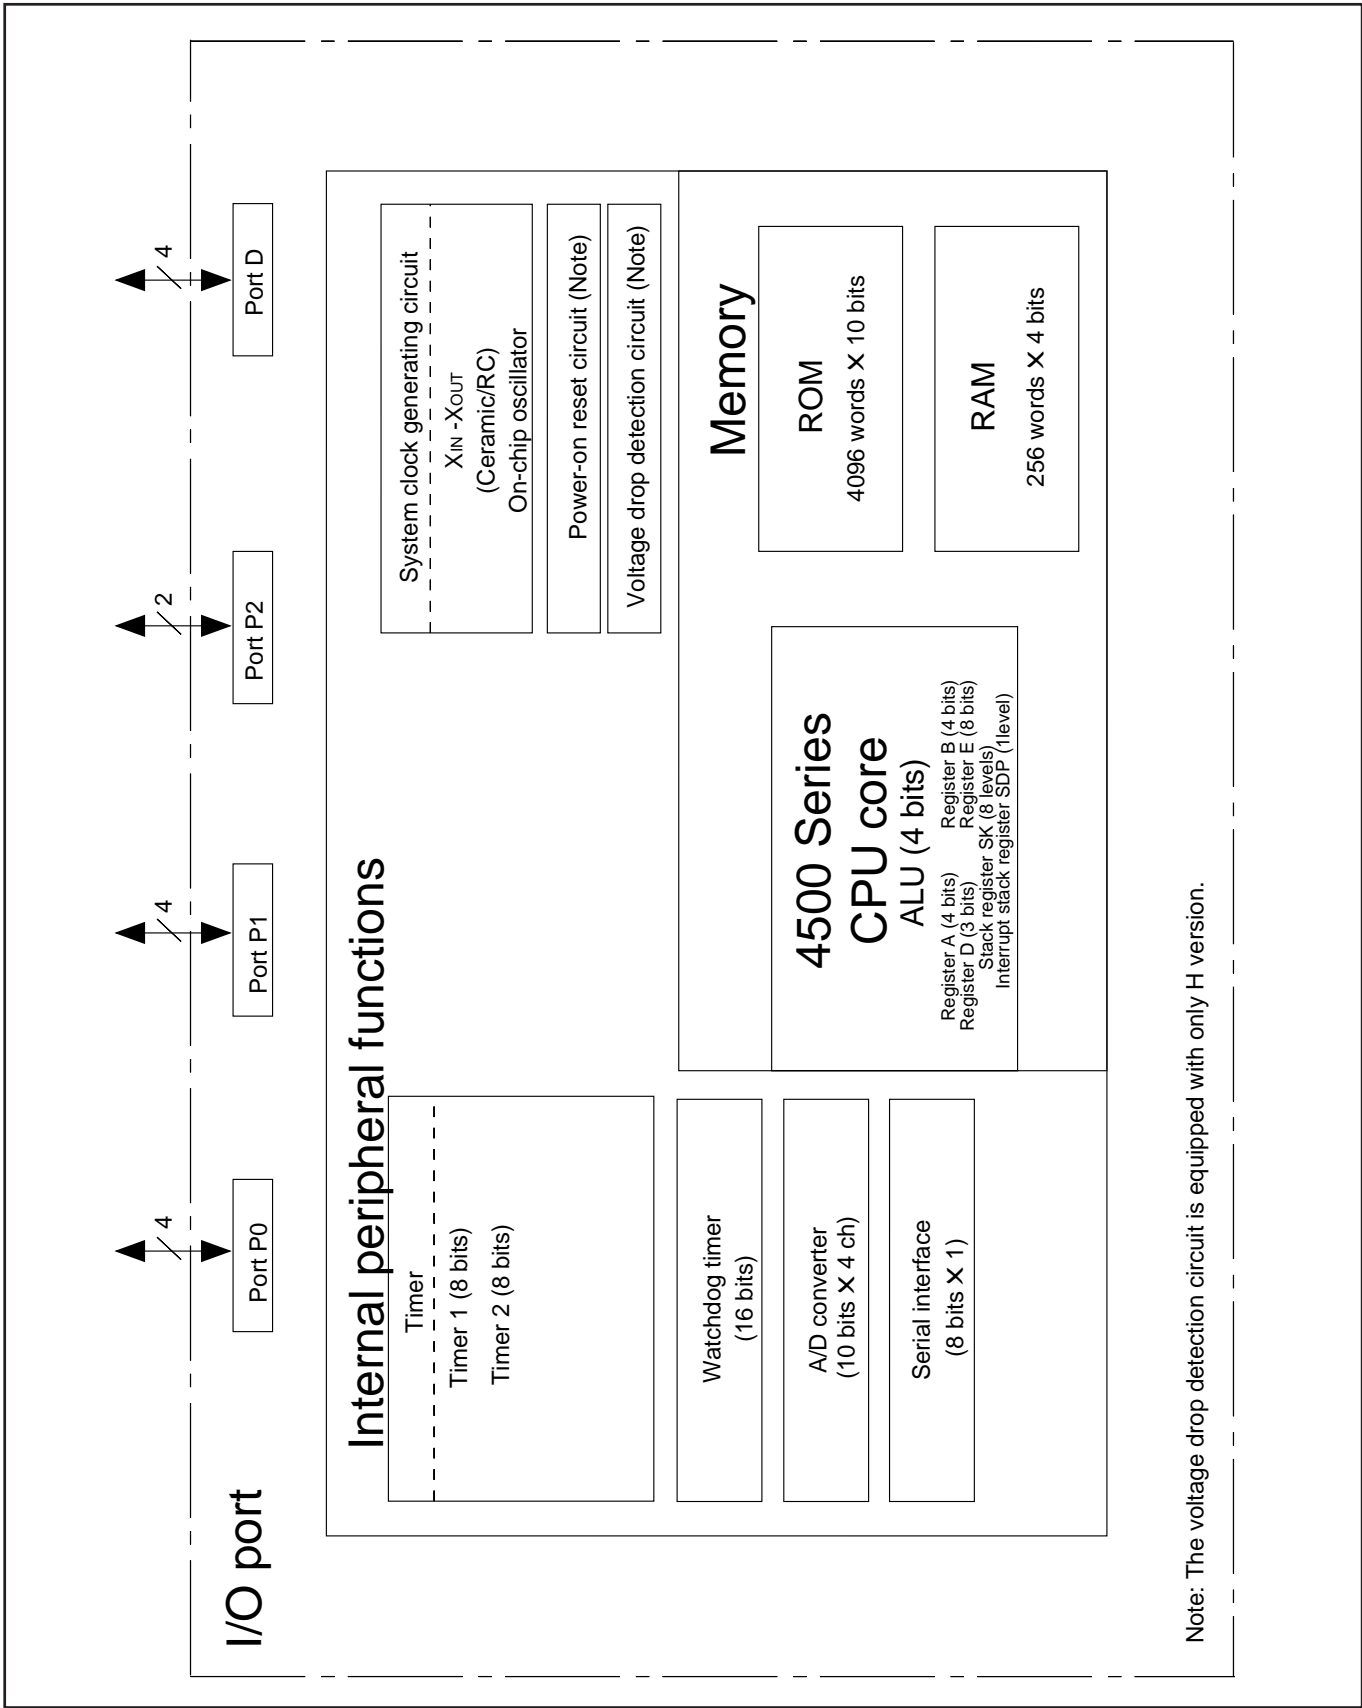 I/O port
4
4
2
4
Port P0
Port P1
Port P2
Port D
Internal peripheral functions
Timer
Timer 1 (8 bits)
Timer 2 (8 bits)
Watchdog timer
(16 bits)
A/D converter
(10 bits X 4 ch)
Serial interface
(8 bits X 1)
System clock generating circuit
XIN -XOUT
(Ceramic/RC)
On-chip oscillator
Power-on reset circuit (Note)
Voltage drop detection circuit (Note)
4500 Series
CPU core
ALU (4 bits)
Register A (4 bits) Register B (4 bits)
Register D (3 bits) Register E (8 bits)
Stack register SK (8 levels)
Interrupt stack register SDP (1level)
Memory
ROM
4096 words X 10 bits
RAM
256 words X 4 bits
Note: The voltage drop detection circuit is equipped with only H version.